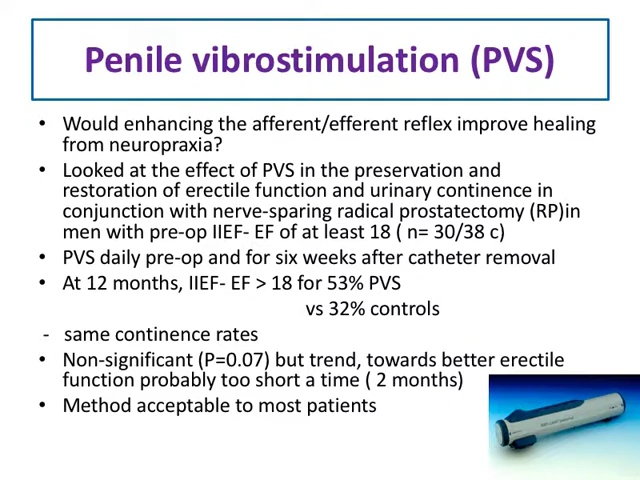 Penile vibrostimulation (PVS)
• Would enhancing the afferent/efferent reflex improve healing
from neuropraxia?
• Looked at the effect of PVS in the preservation and
restoration of erectile function and urinary continence in
conjunction with nerve-sparing radical prostatectomy (RP)in
men with pre-op IIEF- EF of at least 18 ( n= 30/38 c)
• PVS daily pre-op and for six weeks after catheter removal
• At 12 months, IIEF- EF > 18 for 53% PVS
vs 32% controls
- same continence rates
• Non-significant (P=0.07) but trend, towards better erectile
function probably too short a time ( 2 months)
• Method acceptable to most patients